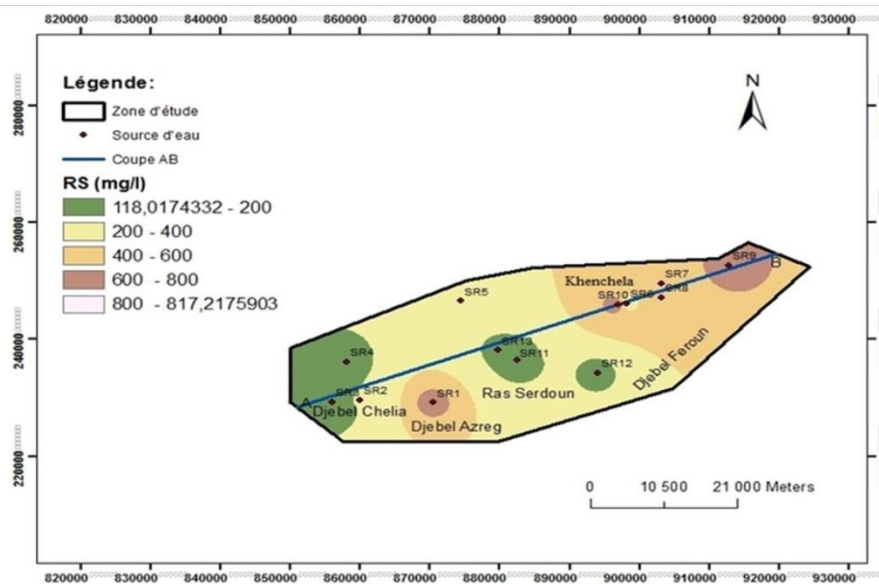 820000 830000 840000 850000 860000 870000 880000 890000 900000 910000 920000 930000
Légende:
Zone d'étude
Source d'eau
Coupe AB
RS (mg/l)
118,0174332 - 200
200 - 400
400 - 600
600 - 800
800 - 817,2175903
N
280000
260000
240000
220000
SR9
B
SR7
Khenchela
SR10
SR8
SR5
SR13
SR11
SR4
SR12
Djebel Feroun
SR2
SR1
Ras Serdoun
A
SR3
Djebel Chelia
Djebel Azreg
0 10 500 21 000 Meters
820000 830000 840000 850000 860000 870000 880000 890000 900000 910000 920000 930000